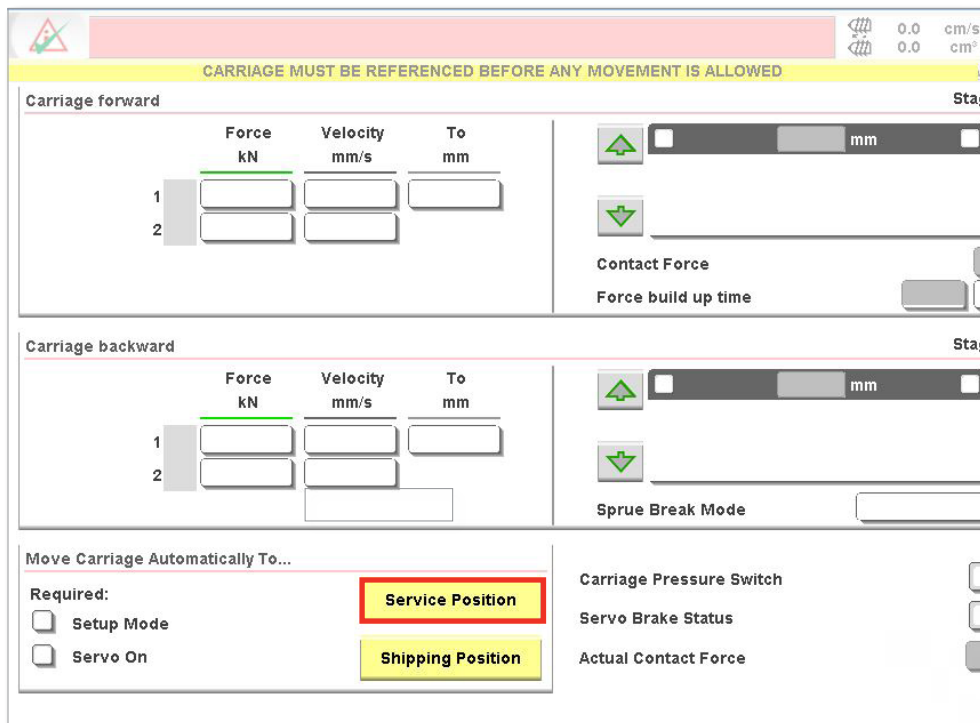 0.0 cm/s
0.0 cm³
CARRIAGE MUST BE REFERENCED BEFORE ANY MOVEMENT IS ALLOWED
Carriage forward
Force Velocity To
kN mm/s mm
1
2
mm
Contact Force
Force build up time
Carriage backward
Force Velocity To
kN mm/s mm
1
2
mm
Sprue Break Mode
Move Carriage Automatically To...
Required:
Setup Mode
Servo On
Service Position
Shipping Position
Carriage Pressure Switch
Servo Brake Status
Actual Contact Force